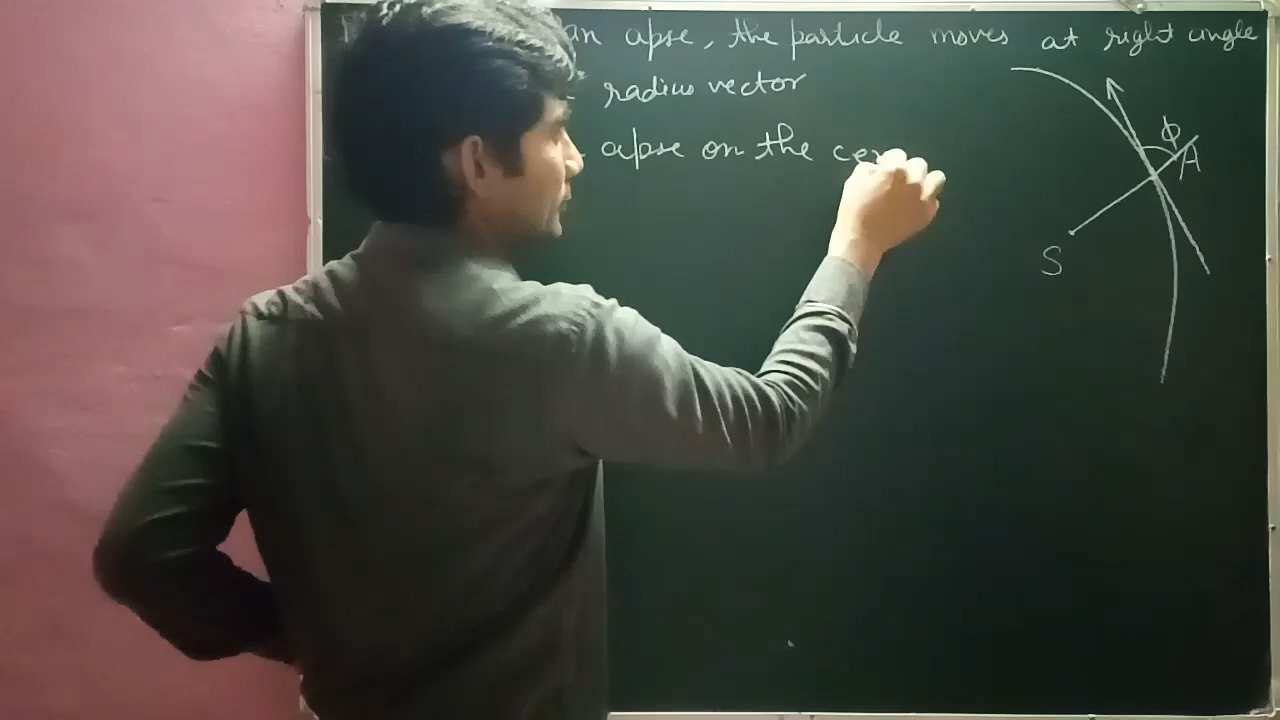 an apse, the particle moves at right angle
radius vector
apse on the ce
ϕ
A
S